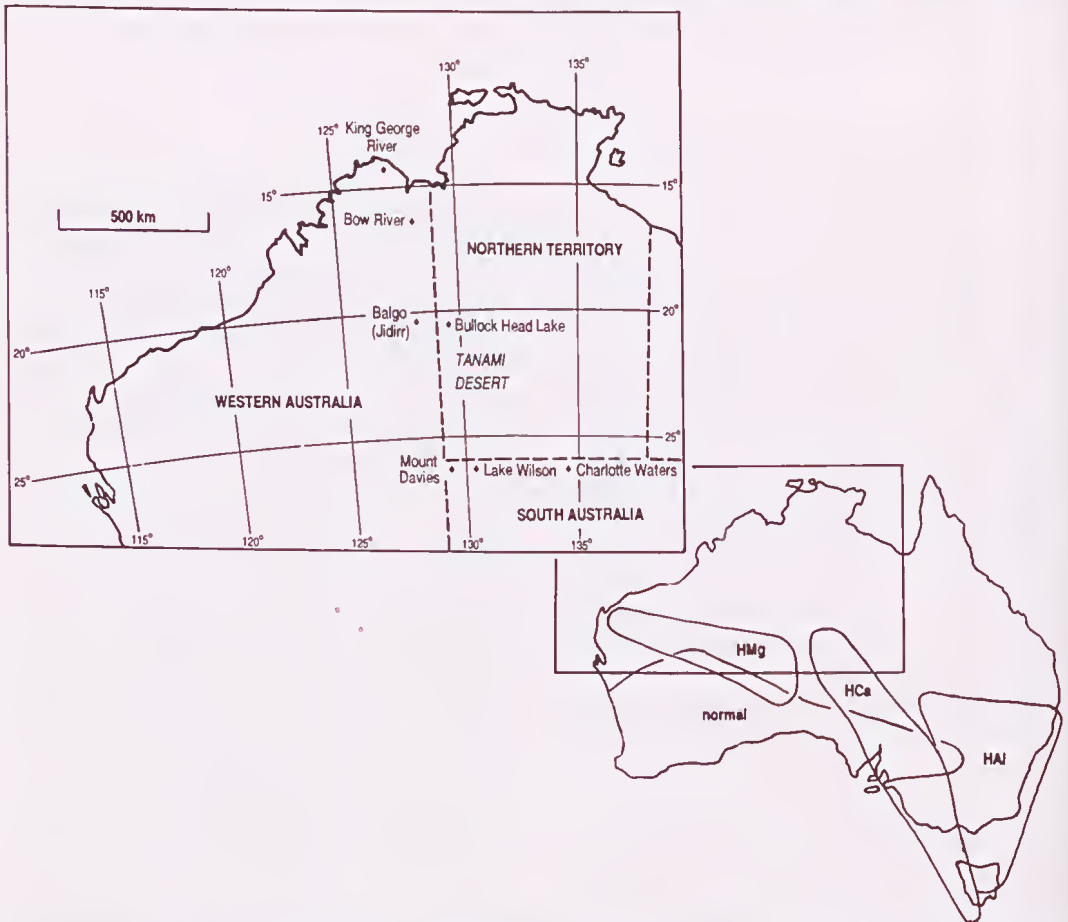 130°
135°
125°
King George
River
15°
15°
500 km
Bow River
NORTHERN TERRITORY
120°
115°
20°
Balgo
(Jidirr)
Bullock Head Lake
20°
TANAMI
DESERT
WESTERN AUSTRALIA
25°
Mount
Davies
Lake Wilson
Charlotte Waters
25°
SOUTH AUSTRALIA
115°
120°
125°
130°
135°
HMg
HCa
normal
HAl